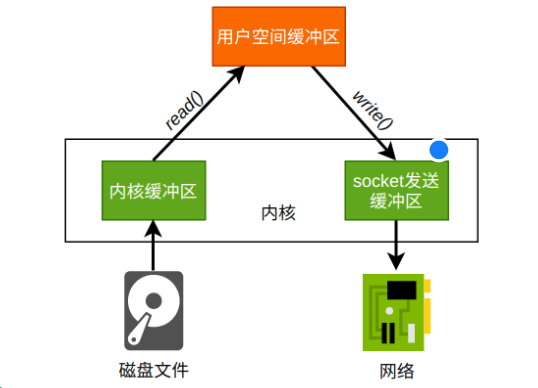 用户空间缓冲区
read()
write()
内核缓冲区
socket发送
缓冲区
内核
磁盘文件
网络